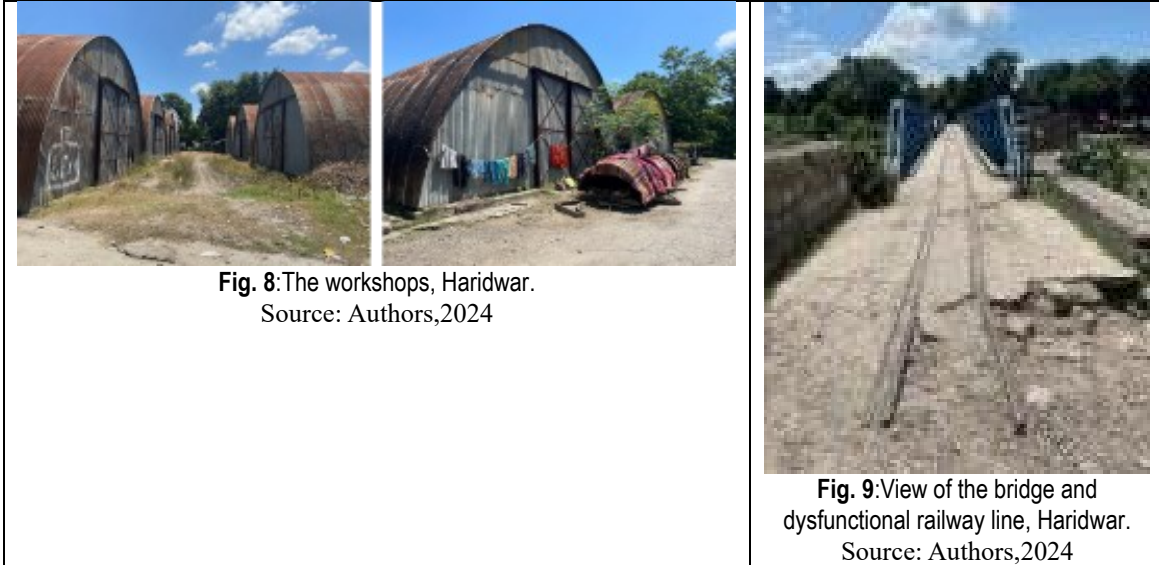 Fig. 8:The workshops, Haridwar.
Source: Authors,2024
Fig. 9:View of the bridge and
dysfunctional railway line, Haridwar.
Source: Authors,2024